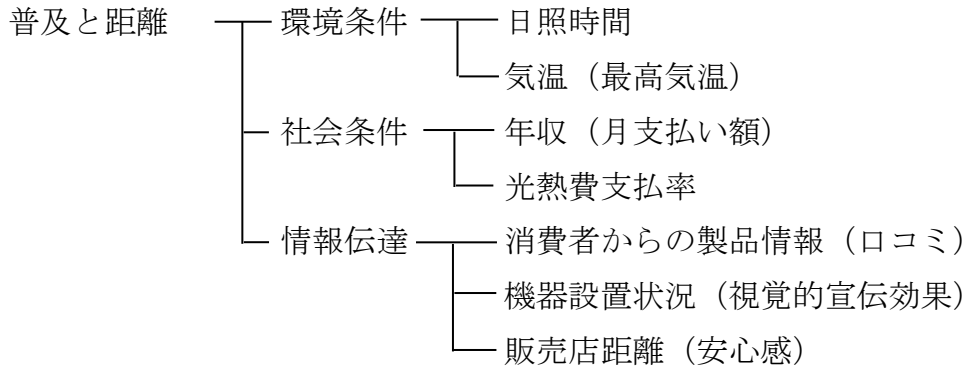 普及と距離 環境条件 日照時間
気温（最高気温）
社会条件 年収（月支払い額）
光熱費支払率
情報伝達 消費者からの製品情報（口コミ）
機器設置状況（視覚的宣伝効果）
販売店距離（安心感）